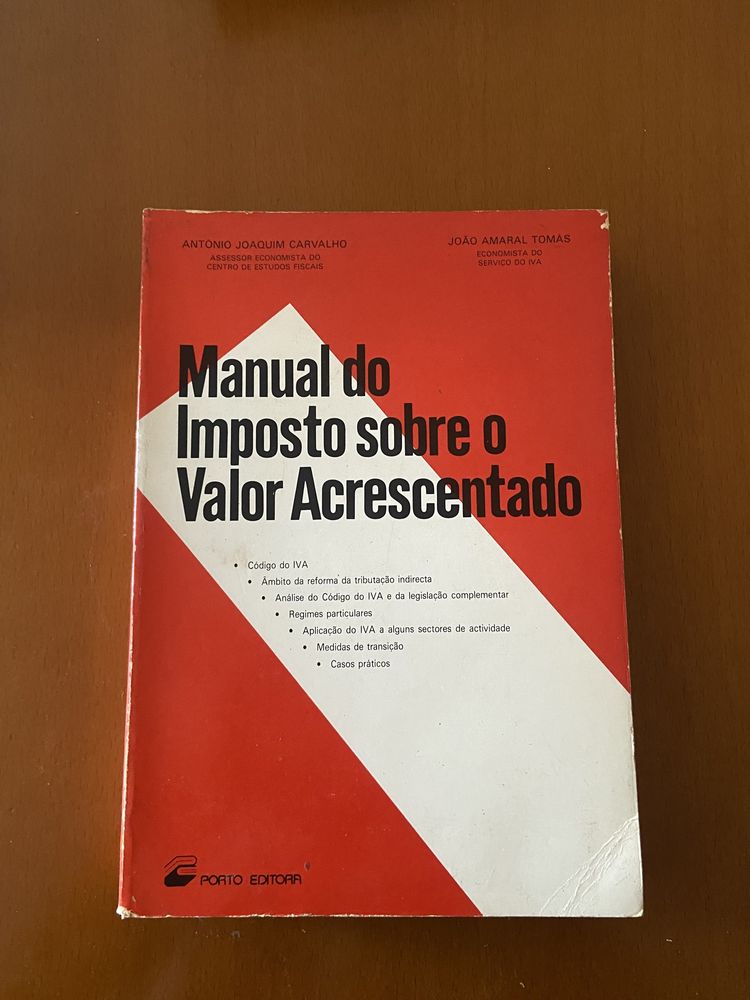 ANTÓNIO JOAQUIM CARVALHO
ASSESSOR ECONOMISTA DO
CENTRO DE ESTUDOS FISCAIS
JOÃO AMARAL TOMÁS
ECONOMISTA DO
SERVIÇO DO IVA
Manual do
Imposto sobre o
Valor Acrescentado
• Código do IVA
• Âmbito da reforma da tributação indirecta
• Análise do Código do IVA e da legislação complementar
• Regimes particulares
• Aplicação do IVA a alguns sectores de actividade
• Medidas de transição
• Casos práticos
PORTO EDITORA